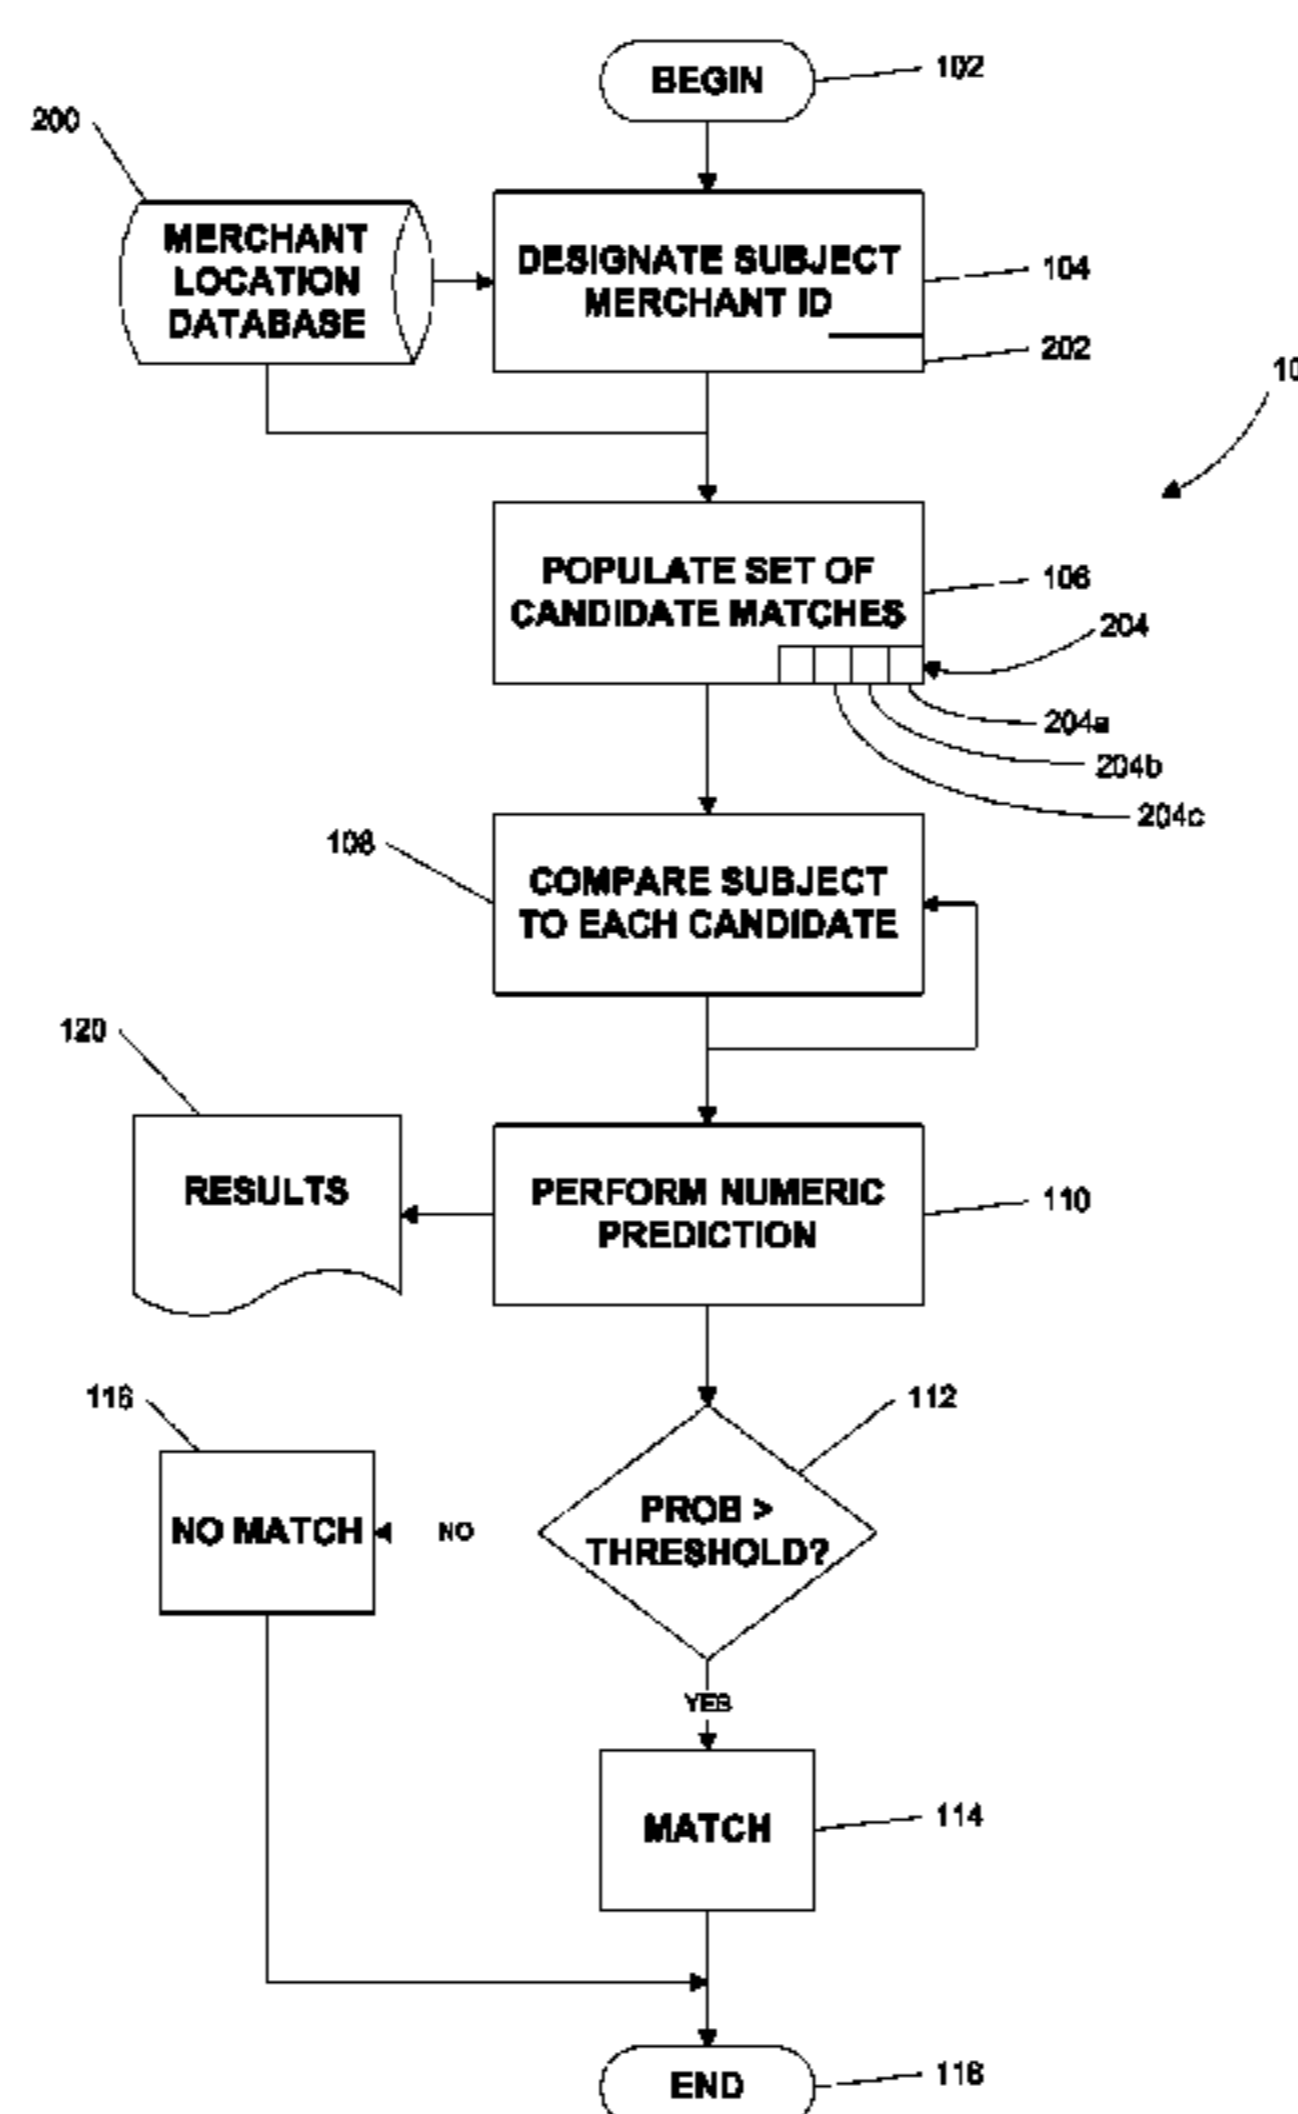 BEGIN
102
200
MERCHANT
LOCATION
DATABASE
DESIGNATE SUBJECT
MERCHANT ID
104
202
10
POPULATE SET OF
CANDIDATE MATCHES
106
204
204a
204b
204c
108
COMPARE SUBJECT
TO EACH CANDIDATE
120
RESULTS
PERFORM NUMERIC
PREDICTION
110
116
112
NO MATCH
NO
PROB >
THRESHOLD?
YES
MATCH
114
END
118